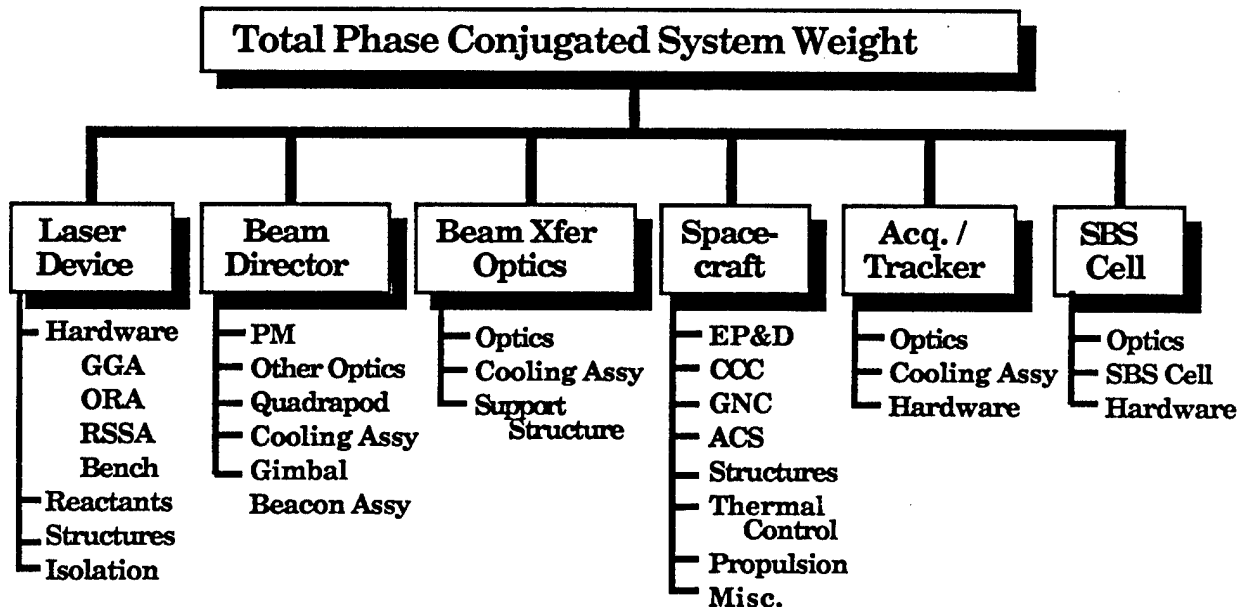 Total Phase Conjugated System Weight
Laser
Device
Hardware
GGA
ORA
RSSA
Bench
Reactants
Structures
Isolation
Beam
Director
PM
Other Optics
Quadrapod
Cooling Assy
Gimbal
Beacon Assy
Beam Xfer
Optics
Optics
Cooling Assy
Support
Structure
Space-
craft
EP&D
CCC
GNC
ACS
Structures
Thermal
Control
Propulsion
Misc.
Acq. /
Tracker
Optics
Cooling Assy
Hardware
SBS
Cell
Optics
SBS Cell
Hardware